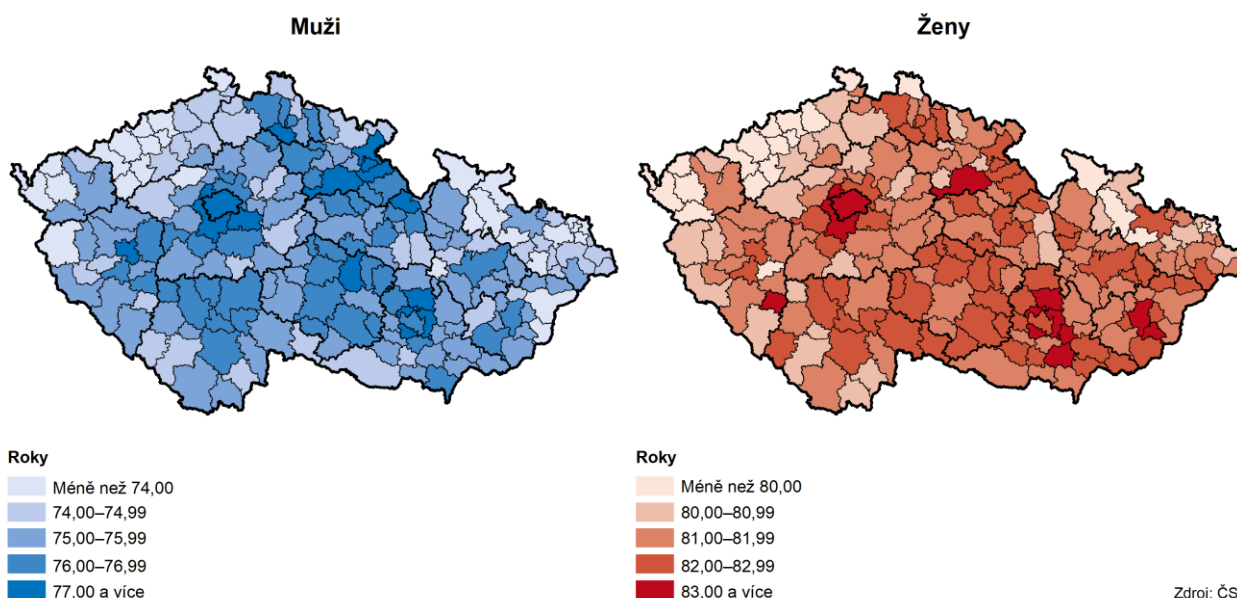 Muži
Ženy
Roky
Méně než 74,00
74,00–74,99
75,00–75,99
76,00–76,99
77,00 a více
Roky
Méně než 80,00
80,00–80,99
81,00–81,99
82,00–82,99
83,00 a více
Zdroj: ČS